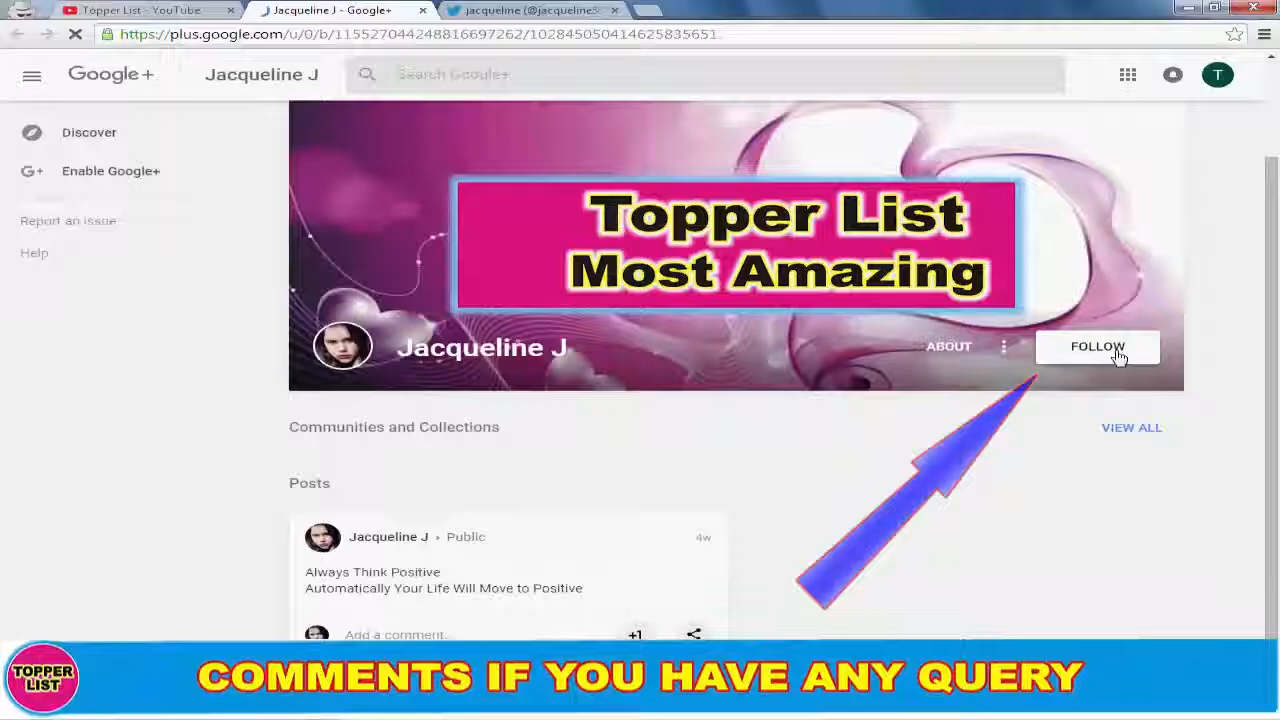 Topper List - YouTube
Jacqueline J - Google+
jacqueline (@jacquelineSc
https://plus.google.com/u/0/b/115527044248816697262/102845050414625835651
Google+
Jacqueline J
Search Google+
T
Discover
G+ Enable Google+
Report an issue
Help
Topper List
Most Amazing
Jacqueline J
ABOUT
FOLLOW
Communities and Collections
VIEW ALL
Posts
Jacqueline J
Public
4w
Always Think Positive
Automatically Your Life Will Move to Positive
Add a comment..
+1
TOPPER
LIST
COMMENTS IF YOU HAVE ANY QUERY